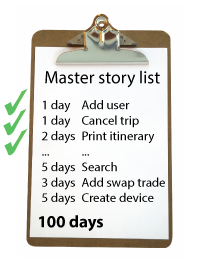 Master story list
1 day Add user
1 day Cancel trip
2 days Print itinerary
... ...
5 days Search
3 days Add swap trade
5 days Create device
100 days